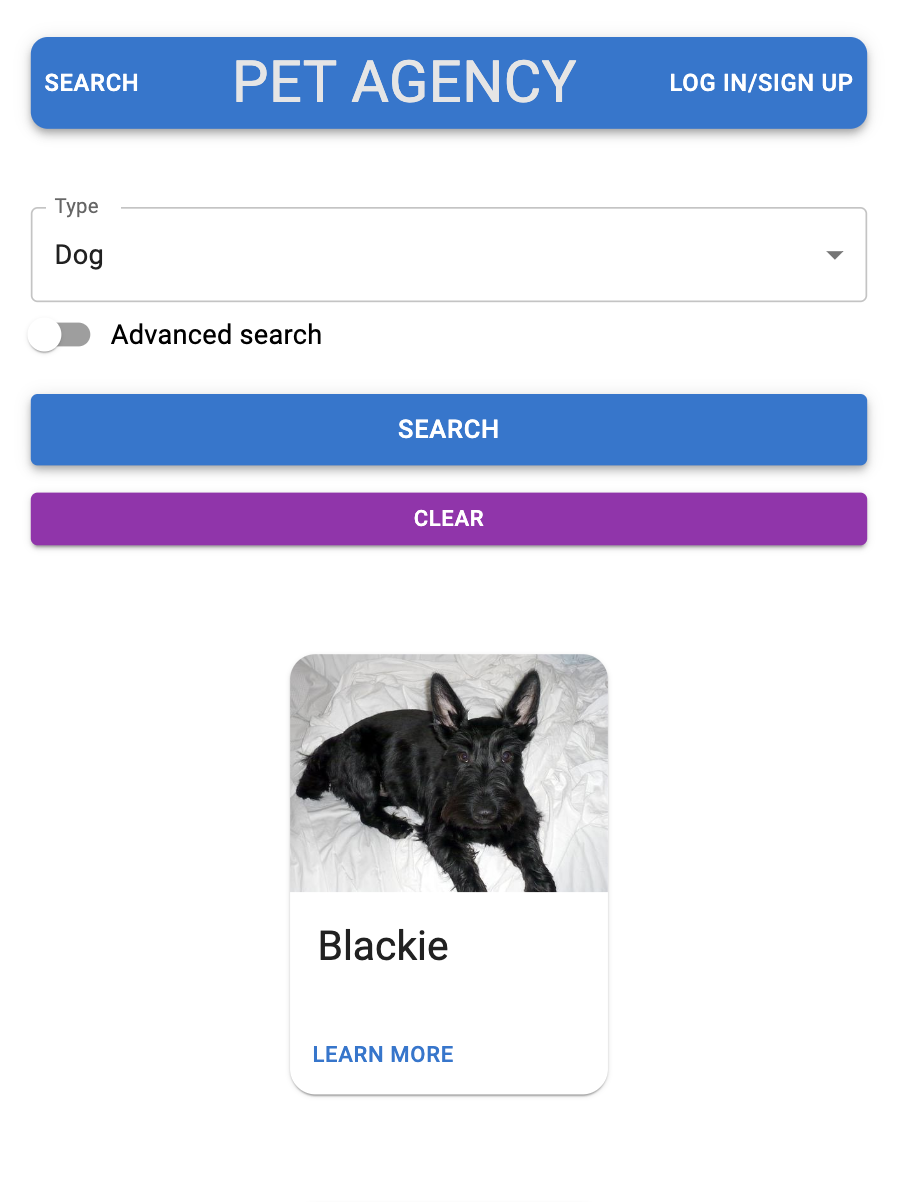 SEARCH PET AGENCY LOG IN/SIGN UP
Type
Dog
Advanced search
SEARCH
CLEAR
Blackie
LEARN MORE